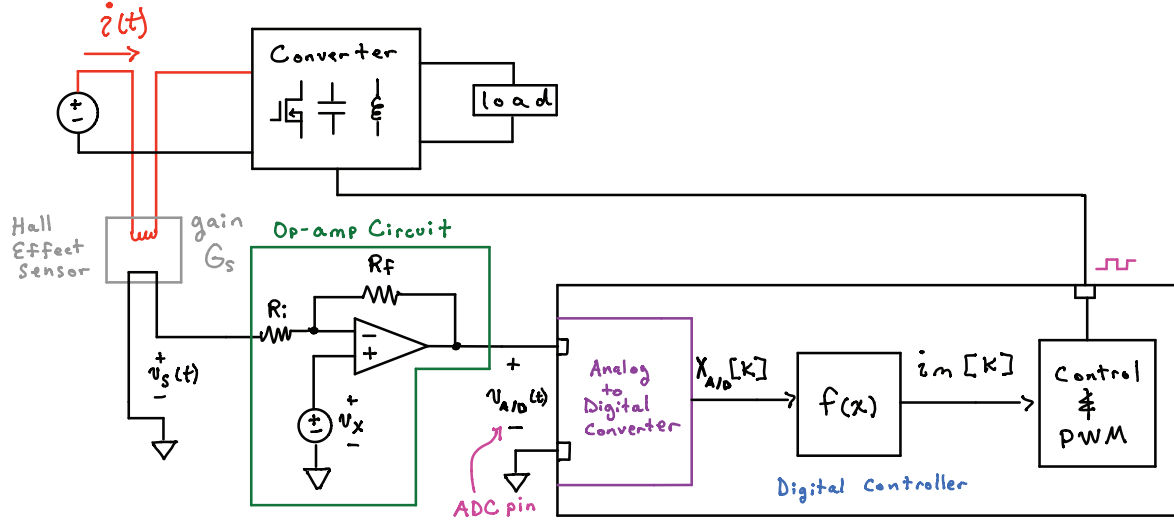 i(t)
Converter
load
Hall
Effect
Sensor
gain
Gs
Op-amp Circuit
Rf
Ri
−
+
+
vs(t)
−
+
vx
−
+
vA/D(t)
−
ADC pin
Analog
to
Digital
Converter
XA/D[K]
f(x)
im[K]
Control
&
PWM
Digital Controller